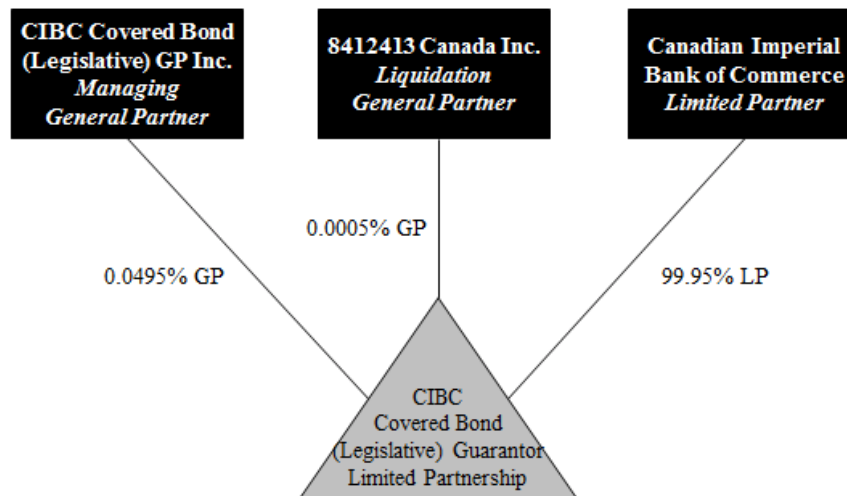 CIBC Covered Bond
(Legislative) GP Inc.
Managing
General Partner
8412413 Canada Inc.
Liquidation
General Partner
Canadian Imperial
Bank of Commerce
Limited Partner
0.0495% GP
0.0005% GP
99.95% LP
CIBC
Covered Bond
(Legislative) Guarantor
Limited Partnership